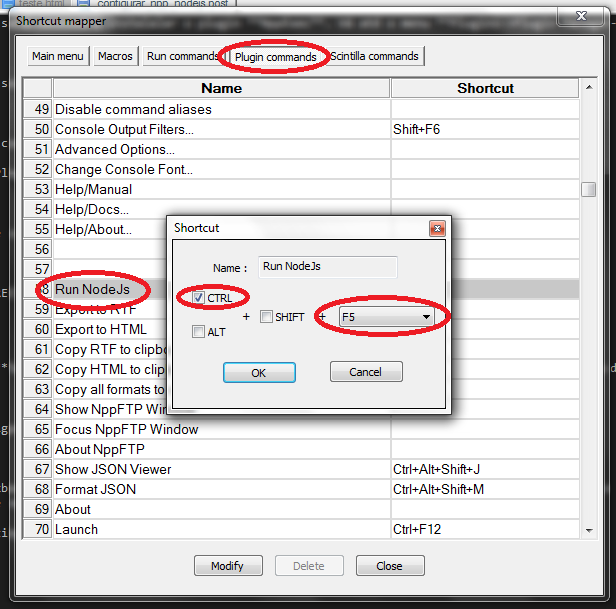 teste.html configurar_npp_nodejs.post
Shortcut mapper
Main menu Macros Run commands Plugin commands Scintilla commands
Name Shortcut
49 Disable command aliases
50 Console Output Filters... Shift+F6
51 Advanced Options...
52 Change Console Font...
53 Help/Manual
54 Help/Docs...
55 Help/About...
56
57
58 Run NodeJs
59 Export to RTF
60 Export to HTML
61 Copy RTF to clipbo
62 Copy HTML to clip
63 Copy all formats to
64 Show NppFTP Win
65 Focus NppFTP Window
66 About NppFTP
67 Show JSON Viewer Ctrl+Alt+Shift+J
68 Format JSON Ctrl+Alt+Shift+M
69 About
70 Launch Ctrl+F12
Modify Delete Close
Shortcut
Name : Run NodeJs
CTRL
+ SHIFT + F5
ALT
OK Cancel